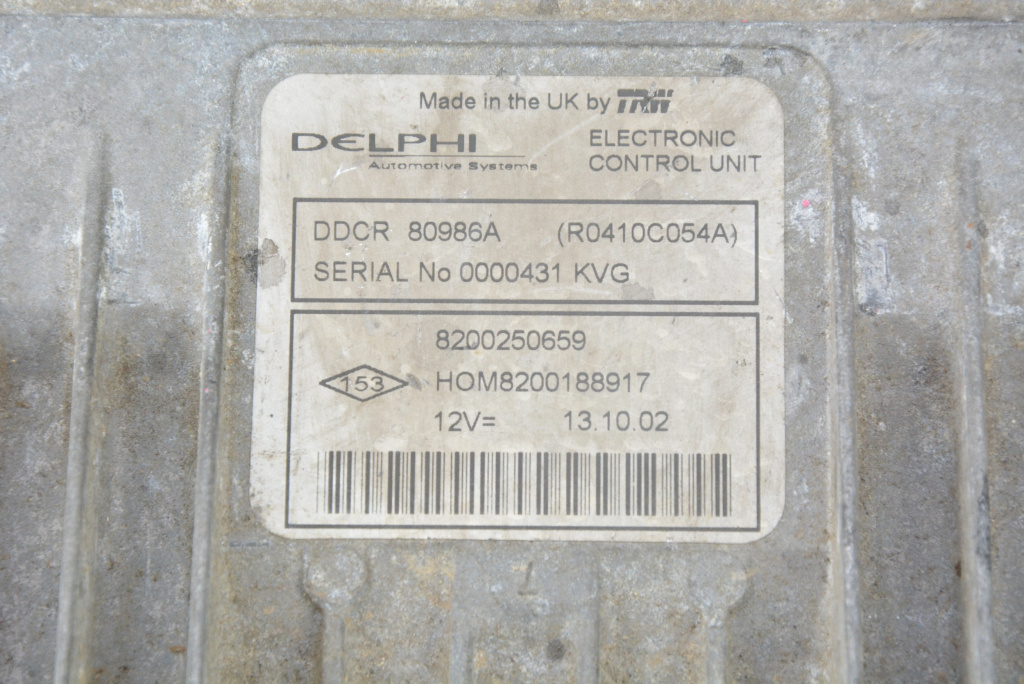 Made in the UK by TRW
DELPHI
Automotive Systems
ELECTRONIC
CONTROL UNIT
DDCR 80986A (R0410C054A)
SERIAL No 0000431 KVG
8200250659
153 HOM8200188917
12V= 13.10.02